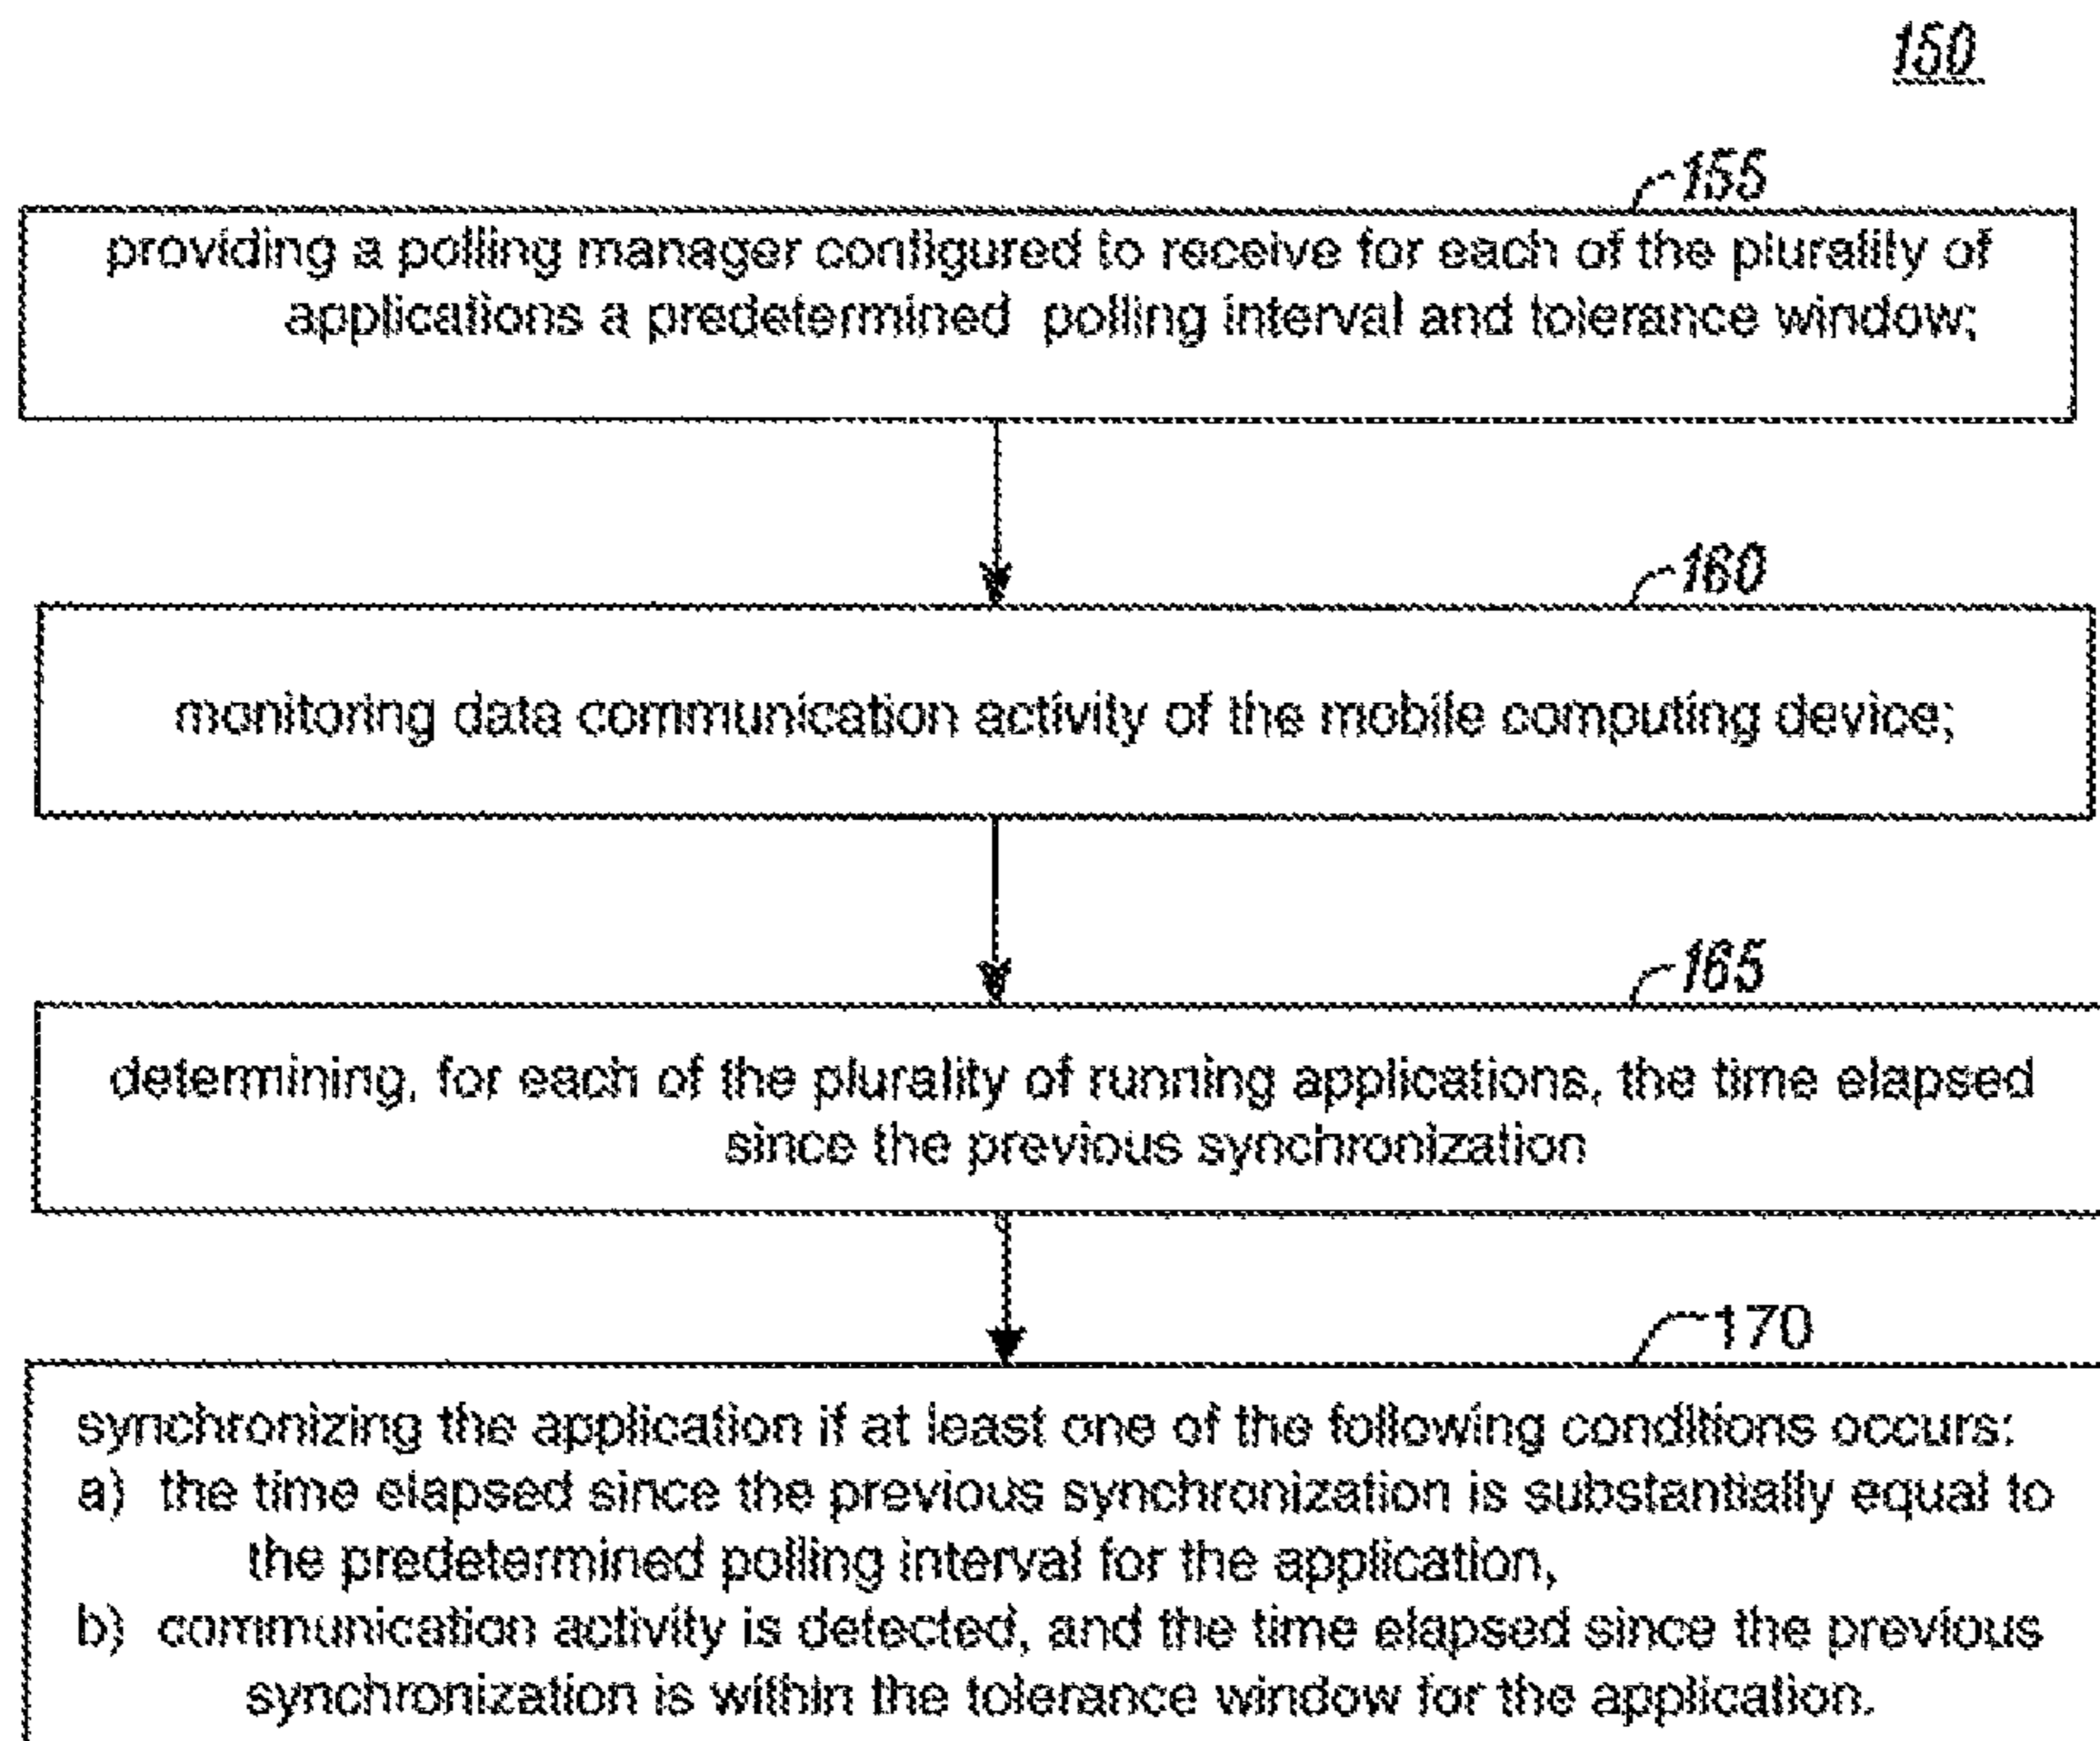 150
155
providing a polling manager configured to receive for each of the plurality of
applications a predetermined polling interval and tolerance window;
160
monitoring data communication activity of the mobile computing device;
165
determining, for each of the plurality of running applications, the time elapsed
since the previous synchronization
170
synchronizing the application if at least one of the following conditions occurs:
a) the time elapsed since the previous synchronization is substantially equal to
the predetermined polling interval for the application,
b) communication activity is detected, and the time elapsed since the previous
synchronization is within the tolerance window for the application.